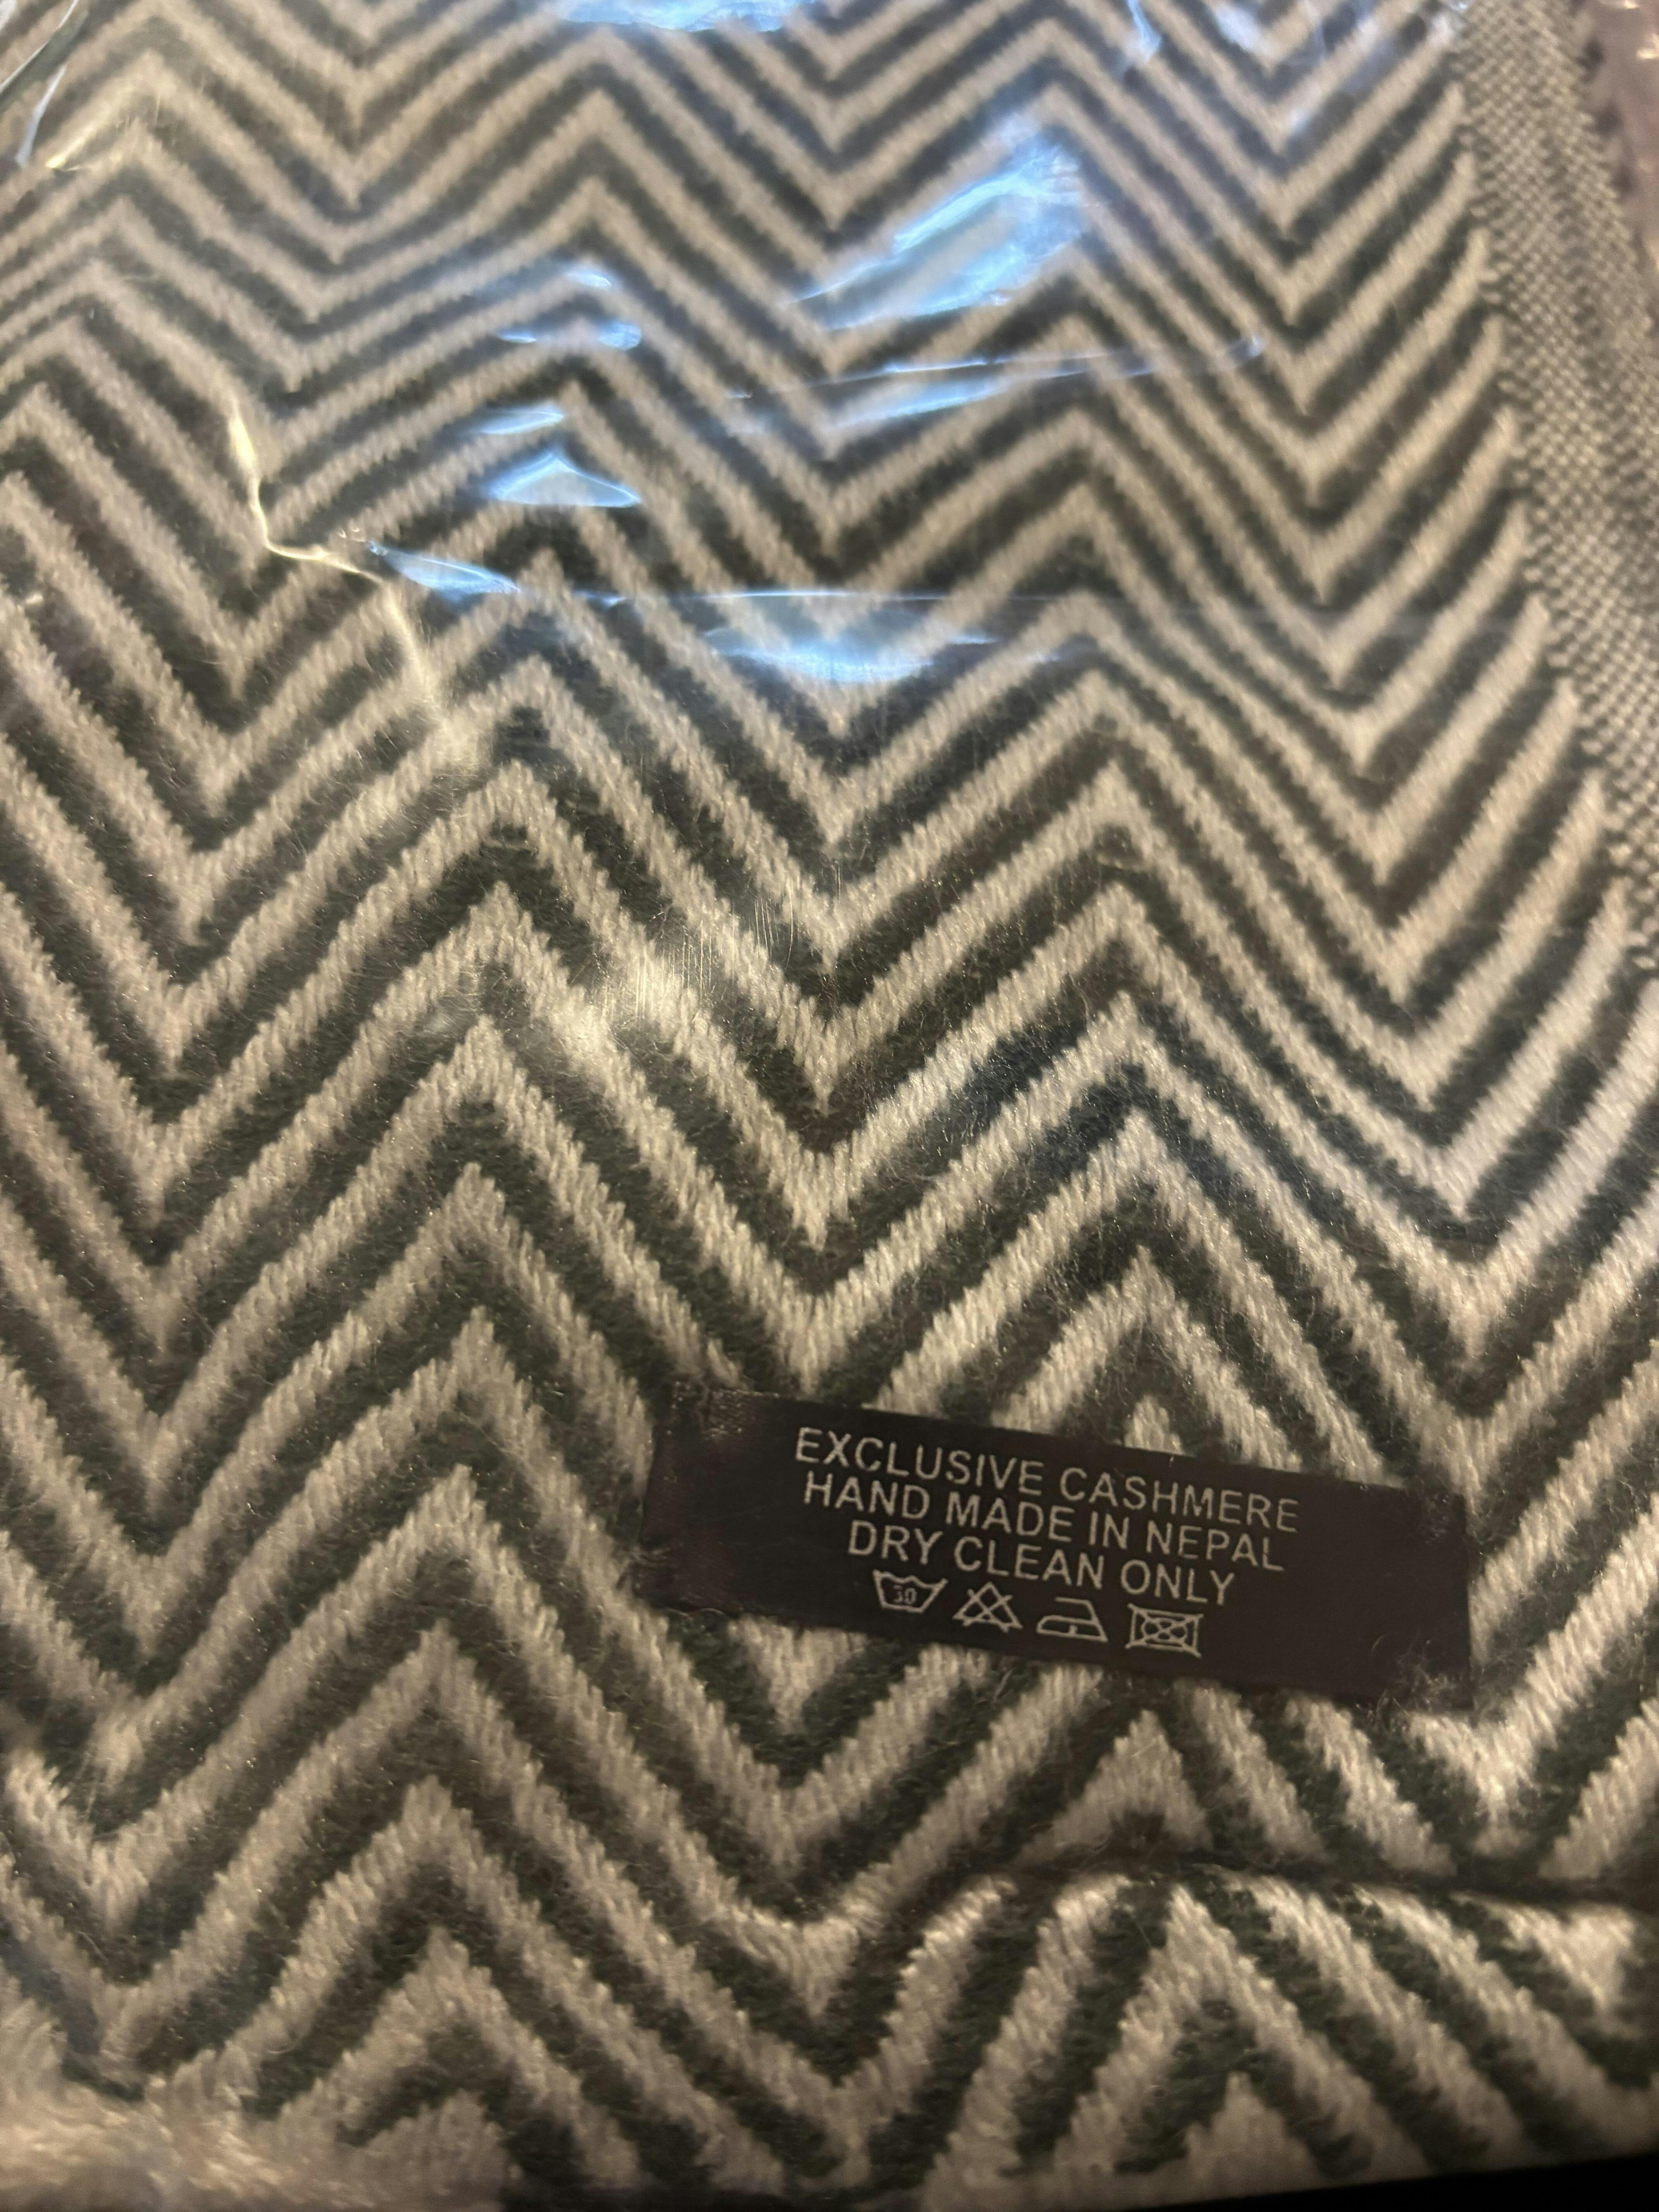 EXCLUSIVE CASHMERE
HAND MADE IN NEPAL
DRY CLEAN ONLY
30